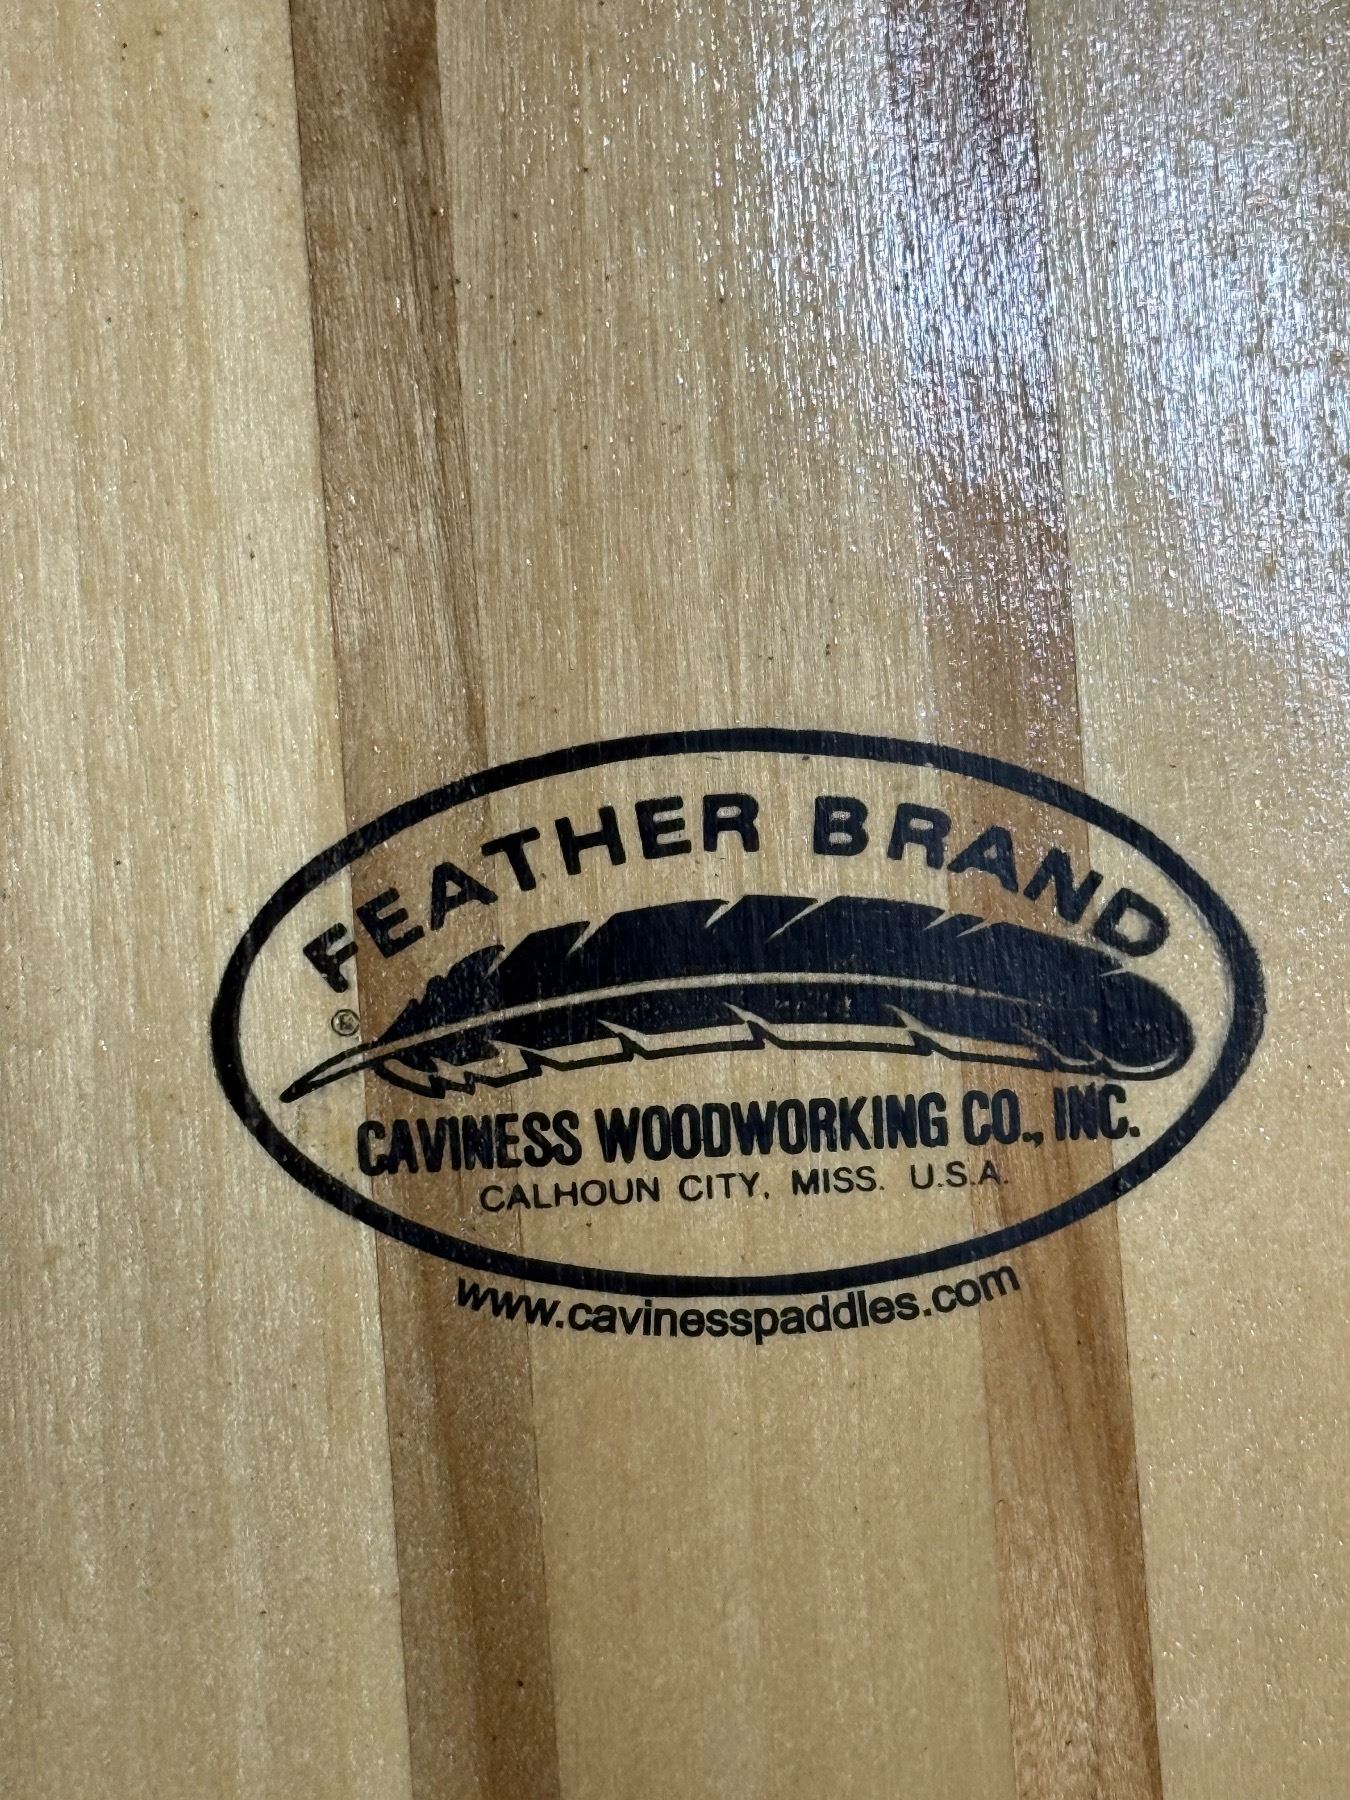 FEATHER BRAND
®
CAVINESS WOODWORKING CO., INC.
CALHOUN CITY, MISS. U.S.A.
www.cavinesspaddles.com